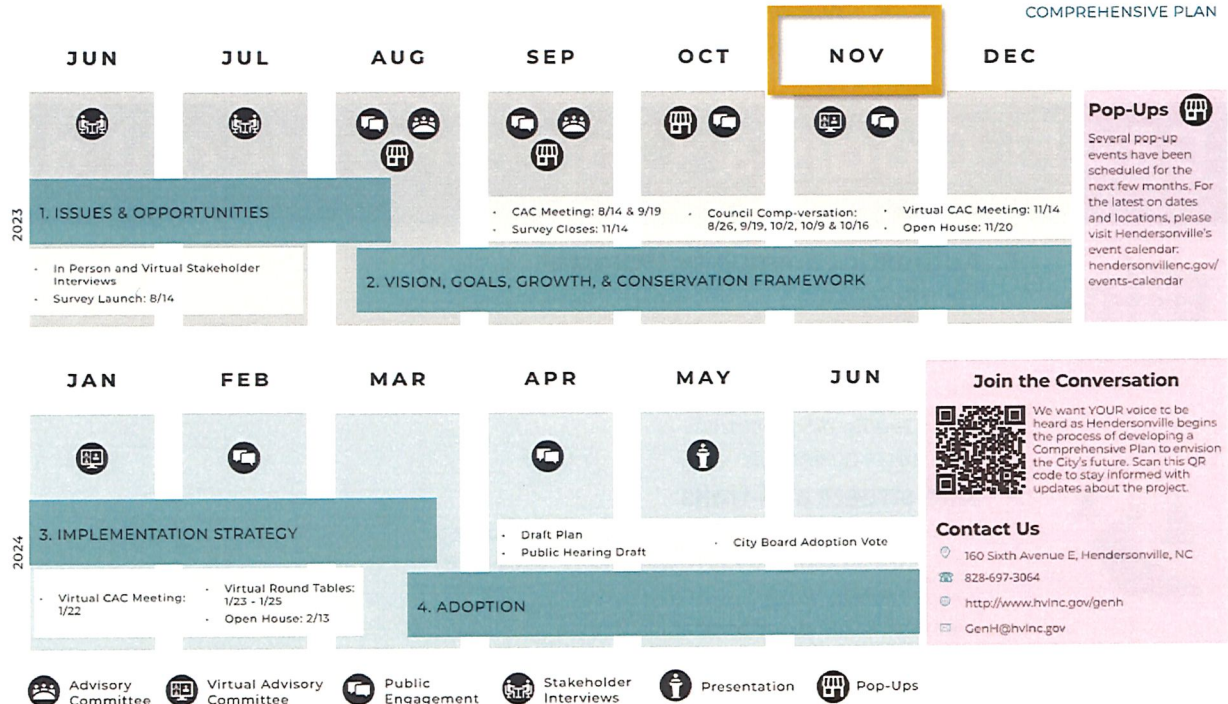 COMPREHENSIVE PLAN
JUN
JUL
AUG
SEP
OCT
NOV
DEC
2023
1. ISSUES & OPPORTUNITIES
· In Person and Virtual Stakeholder
Interviews
· Survey Launch: 8/14
· CAC Meeting: 8/14 & 9/19
· Survey Closes: 11/14
· Council Comp-versation:
8/26, 9/19, 10/2, 10/9 & 10/16
· Virtual CAC Meeting: 11/14
· Open House: 11/20
2. VISION, GOALS, GROWTH, & CONSERVATION FRAMEWORK
Pop-Ups
Several pop-up
events have been
scheduled for the
next few months. For
the latest on dates
and locations, please
visit Hendersonville's
event calendar:
hendersonvillenc.gov/
events-calendar
JAN
FEB
MAR
APR
MAY
JUN
2024
3. IMPLEMENTATION STRATEGY
· Virtual CAC Meeting:
1/22
· Virtual Round Tables:
1/23 - 1/25
· Open House: 2/13
· Draft Plan
· Public Hearing Draft
· City Board Adoption Vote
4. ADOPTION
Join the Conversation
We want YOUR voice to be
heard as Hendersonville begins
the process of developing a
Comprehensive Plan to envision
the City's future. Scan this QR
code to stay informed with
updates about the project.
Contact Us
160 Sixth Avenue E, Hendersonville, NC
828-697-3064
http://www.hvlnc.gov/genh
GenH@hvlnc.gov
Advisory
Committee
Virtual Advisory
Committee
Public
Engagement
Stakeholder
Interviews
Presentation
Pop-Ups